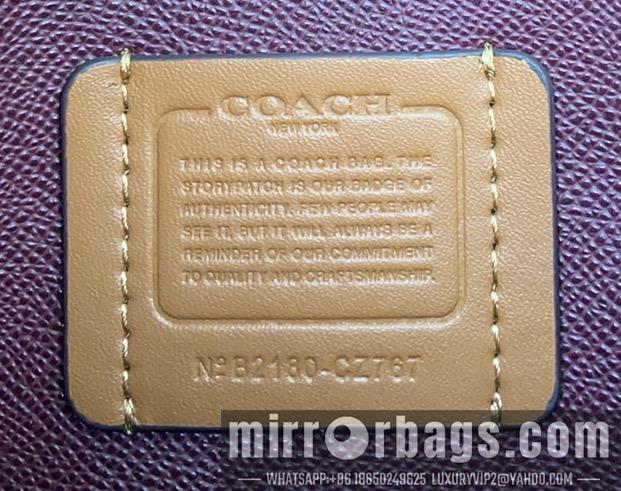 COACH
NEW YORK
THIS IS A COACH BAG. THE
STORYPATCH IS OUR BADGE OF
AUTHENTICITY. FEW PEOPLE MAY
SEE IT, BUT IT WILL ALWAYS BE A
REMINDER OF OUR COMMITMENT
TO QUALITY AND CRAFTSMANSHIP.
Nº B2130-CZ767
mirrorbags.com
WHATSAPP:+86 18850249625 LUXURYVIP2@YAHOO.COM